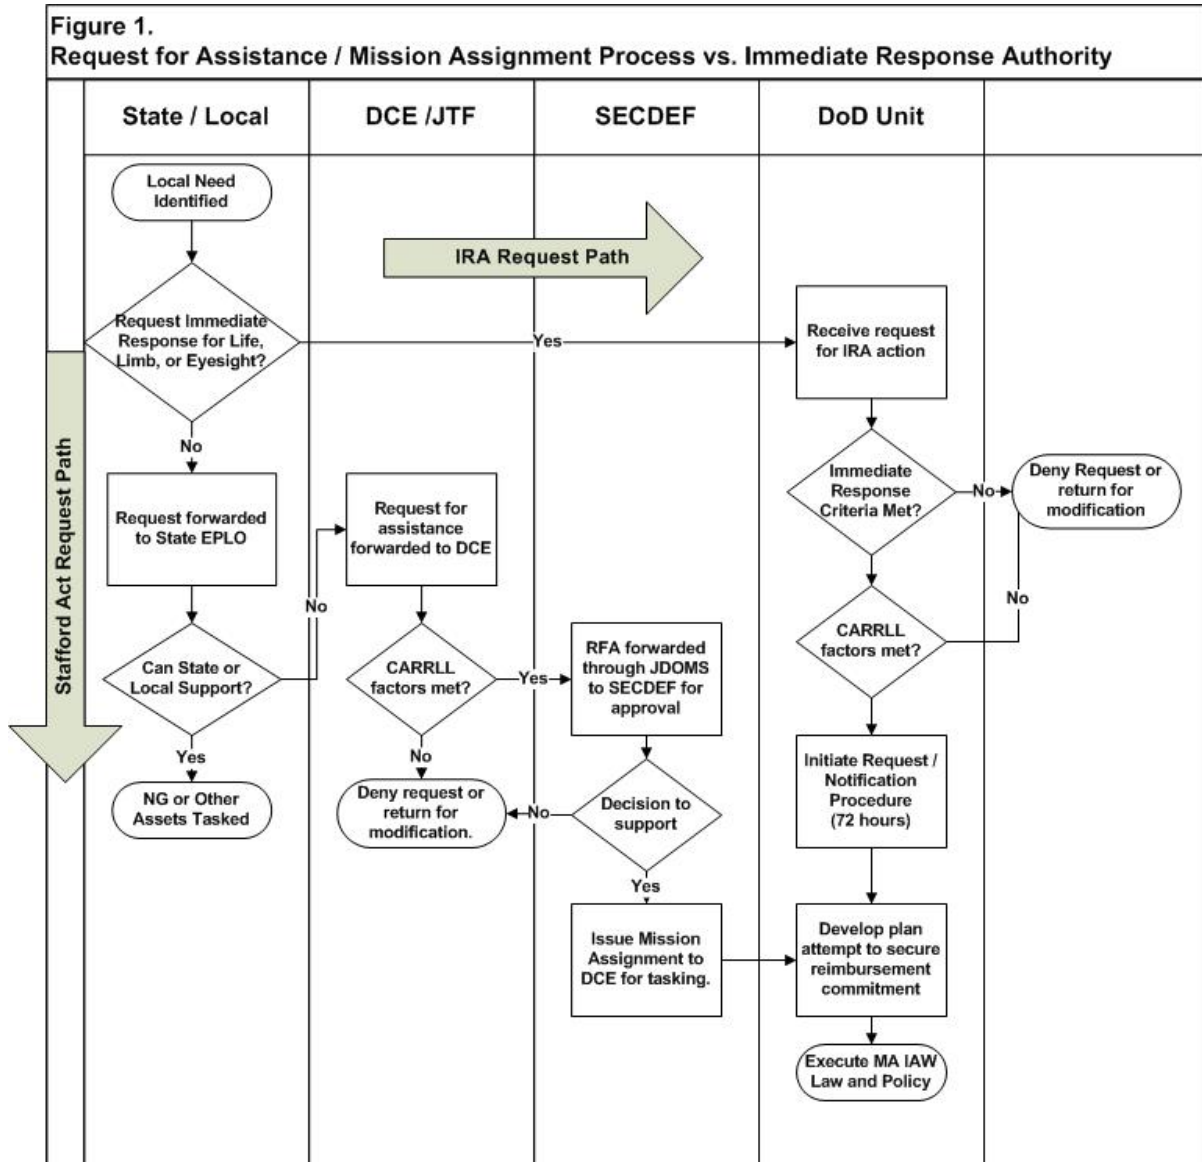 Figure 1.
Request for Assistance / Mission Assignment Process vs. Immediate Response Authority
State / Local
DCE /JTF
SECDEF
DoD Unit
Local Need
Identified
IRA Request Path
Request Immediate
Response for Life,
Limb, or Eyesight?
Yes
Receive request
for IRA action
Stafford Act Request Path
No
Immediate
Response
Criteria Met?
No
Deny Request or
return for
modification
Request forwarded
to State EPLO
Request for
assistance
forwarded to DCE
No
No
Can State or
Local Support?
CARRLL
factors met?
Yes
RFA forwarded
through JDOMS
to SECDEF for
approval
CARRLL
factors met?
Yes
No
NG or Other
Assets Tasked
Deny request or
return for
modification.
No
Decision to
support
Initiate Request /
Notification
Procedure
(72 hours)
Yes
Issue Mission
Assignment to
DCE for tasking.
Develop plan
attempt to secure
reimbursement
commitment
Execute MA IAW
Law and Policy